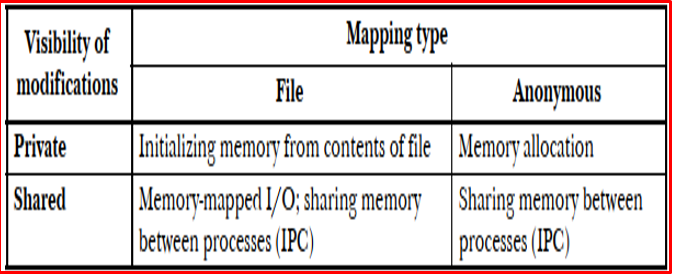 Visibility of modifications
Mapping type
File
Anonymous
Private
Initializing memory from contents of file
Memory allocation
Shared
Memory-mapped I/O; sharing memory
between processes (IPC)
Sharing memory between
processes (IPC)